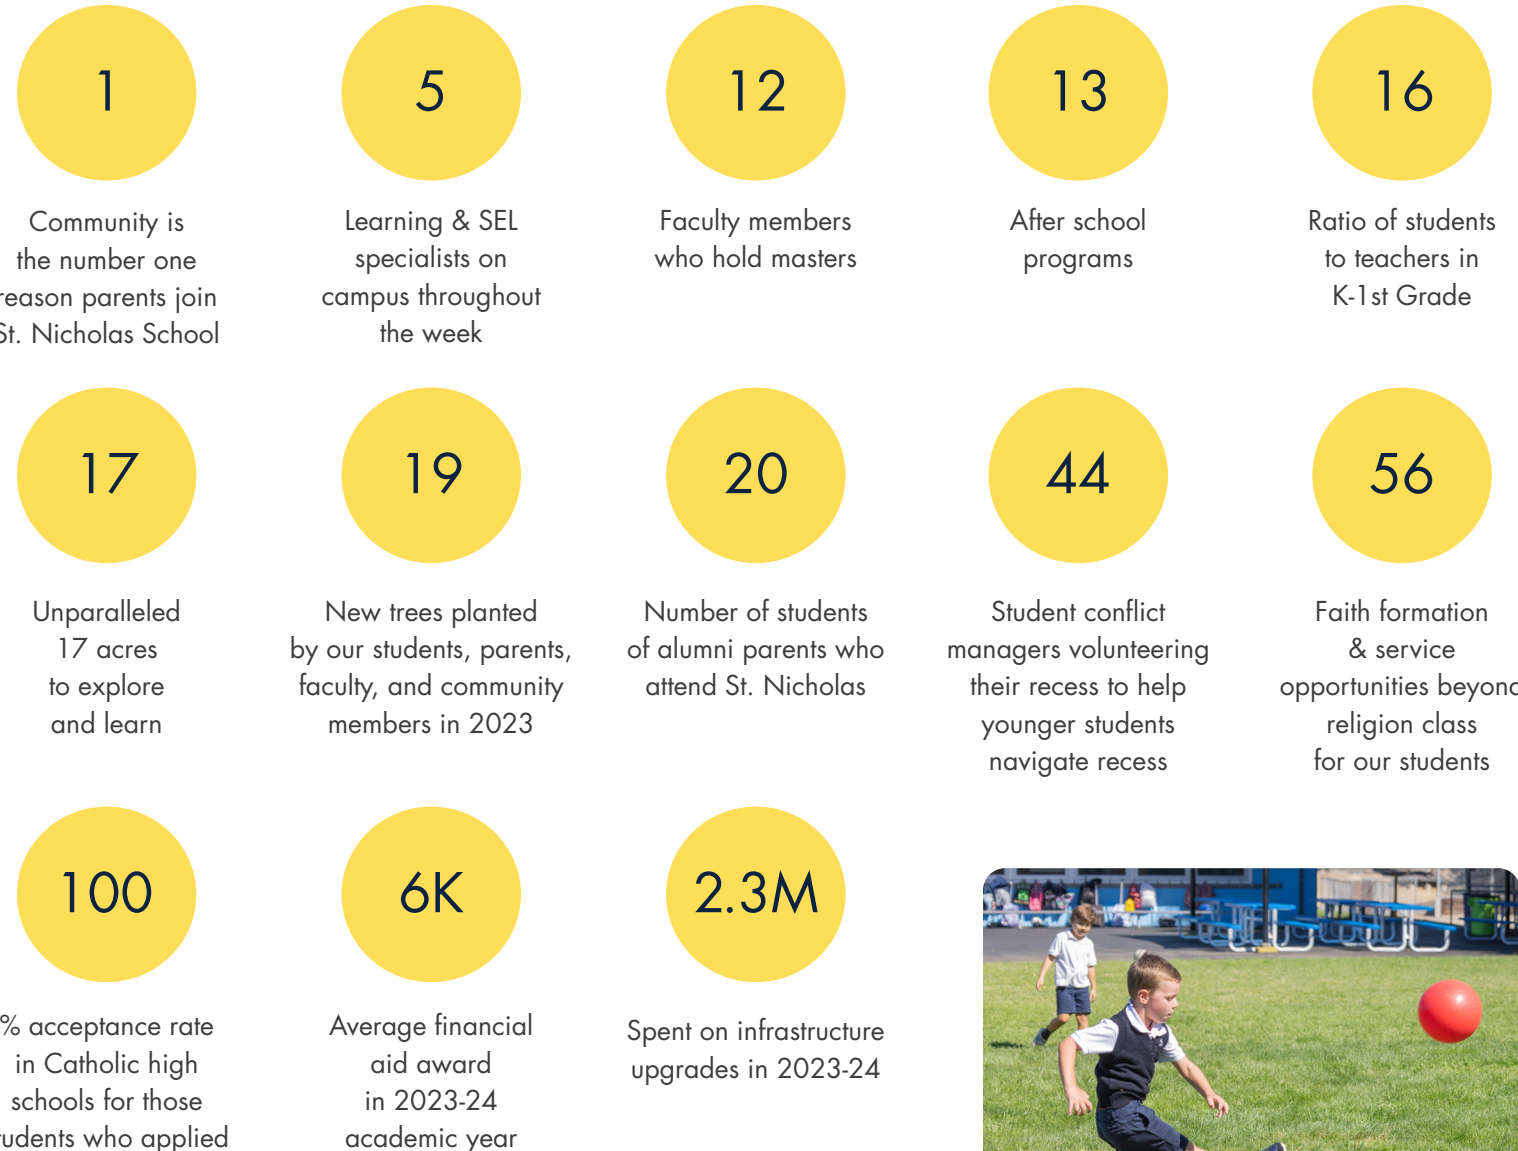 1
Community is
the number one
reason parents join
St. Nicholas School
5
Learning & SEL
specialists on
campus throughout
the week
12
Faculty members
who hold masters
13
After school
programs
16
Ratio of students
to teachers in
K-1st Grade
17
Unparalleled
17 acres
to explore
and learn
19
New trees planted
by our students, parents,
faculty, and community
members in 2023
20
Number of students
of alumni parents who
attend St. Nicholas
44
Student conflict
managers volunteering
their recess to help
younger students
navigate recess
56
Faith formation
& service
opportunities beyond
religion class
for our students
100
% acceptance rate
in Catholic high
schools for those
students who applied
6K
Average financial
aid award
in 2023-24
academic year
2.3M
Spent on infrastructure
upgrades in 2023-24